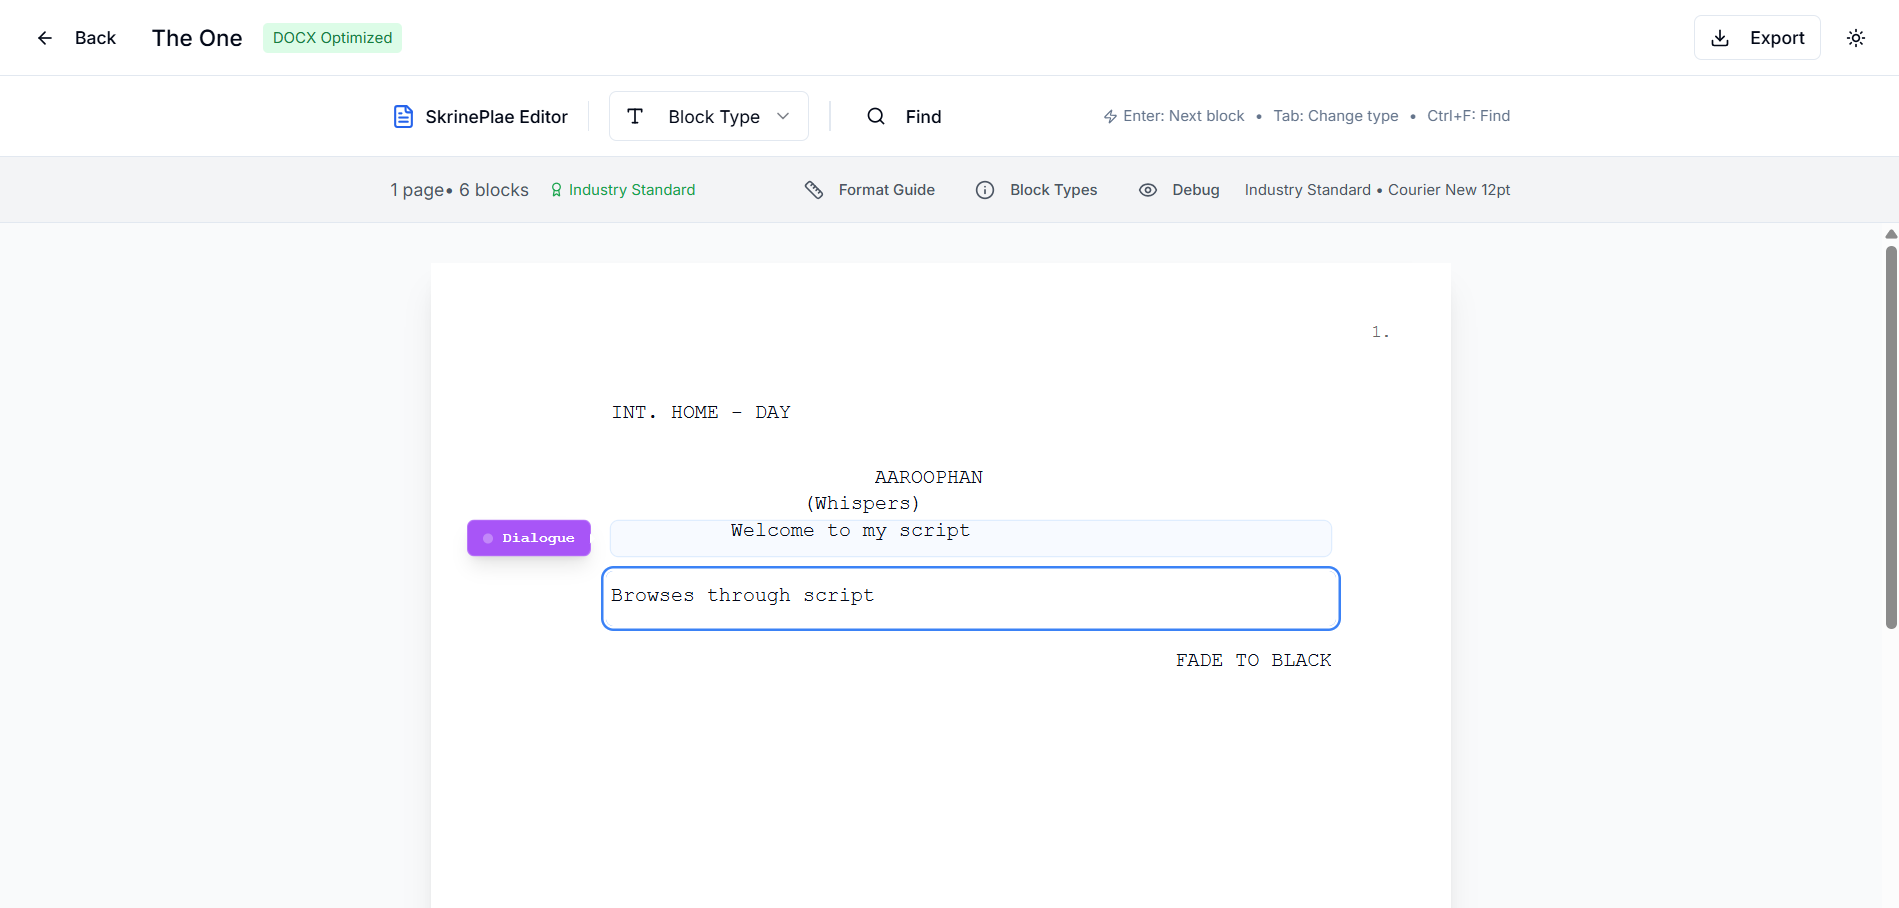 Back The One DOCX Optimized Export
SkrinePlae Editor Block Type Find Enter: Next block • Tab: Change type • Ctrl+F: Find
1 page• 6 blocks Industry Standard Format Guide Block Types Debug Industry Standard • Courier New 12pt
1.
INT. HOME - DAY
AAROOPHAN
(Whispers)
Dialogue Welcome to my script
Browses through script
FADE TO BLACK